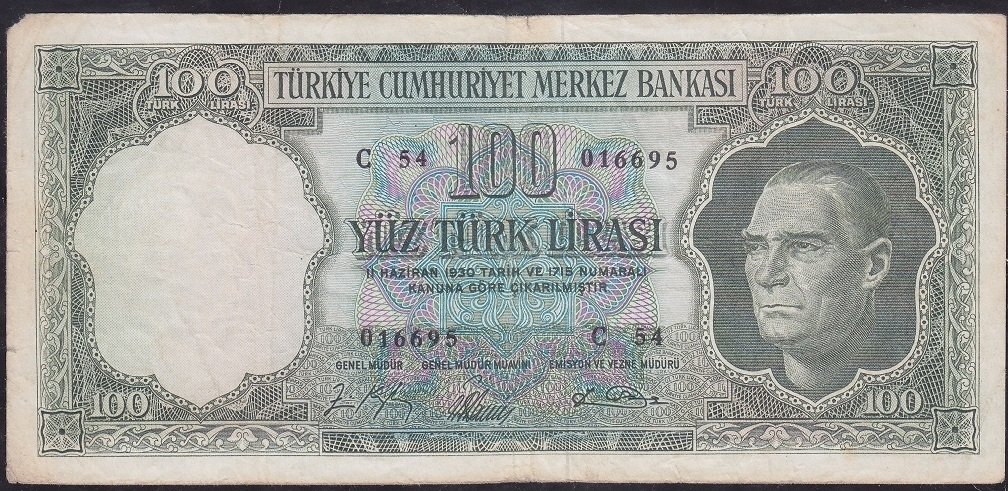 100 100
TÜRK LİRASI TÜRKİYE CUMHURİYET MERKEZ BANKASI TÜRK LİRASI
100
C 54 016695
YÜZ TÜRK LİRASI
11 HAZİRAN 1930 TARİH VE 1715 NUMARALI
KANUNA GÖRE ÇIKARILMIŞTIR
016695 C 54
GENEL MÜDÜR GENEL MÜDÜR MUAVİNİ EMİSYON VE VEZNE MÜDÜRÜ
100 100